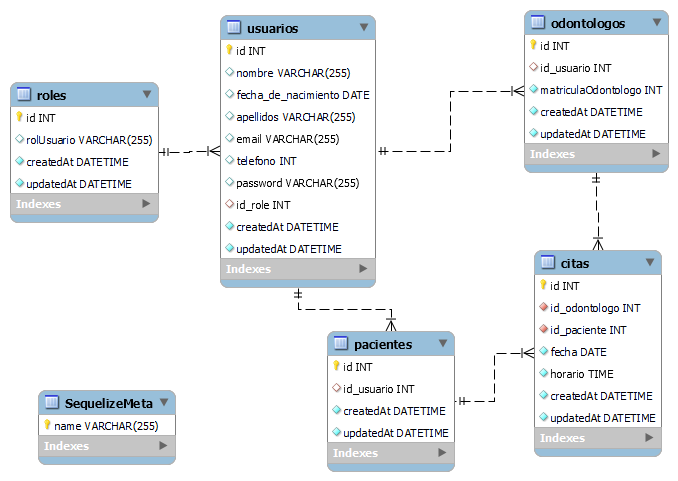 roles
id INT
rolUsuario VARCHAR(255)
createdAt DATETIME
updatedAt DATETIME
Indexes
usuarios
id INT
nombre VARCHAR(255)
fecha_de_nacimiento DATE
apellidos VARCHAR(255)
email VARCHAR(255)
telefono INT
password VARCHAR(255)
id_role INT
createdAt DATETIME
updatedAt DATETIME
Indexes
odontologos
id INT
id_usuario INT
matriculaOdontologo INT
createdAt DATETIME
updatedAt DATETIME
Indexes
citas
id INT
id_odontologo INT
id_paciente INT
fecha DATE
horario TIME
createdAt DATETIME
updatedAt DATETIME
Indexes
pacientes
id INT
id_usuario INT
createdAt DATETIME
updatedAt DATETIME
Indexes
SequelizeMeta
name VARCHAR(255)
Indexes